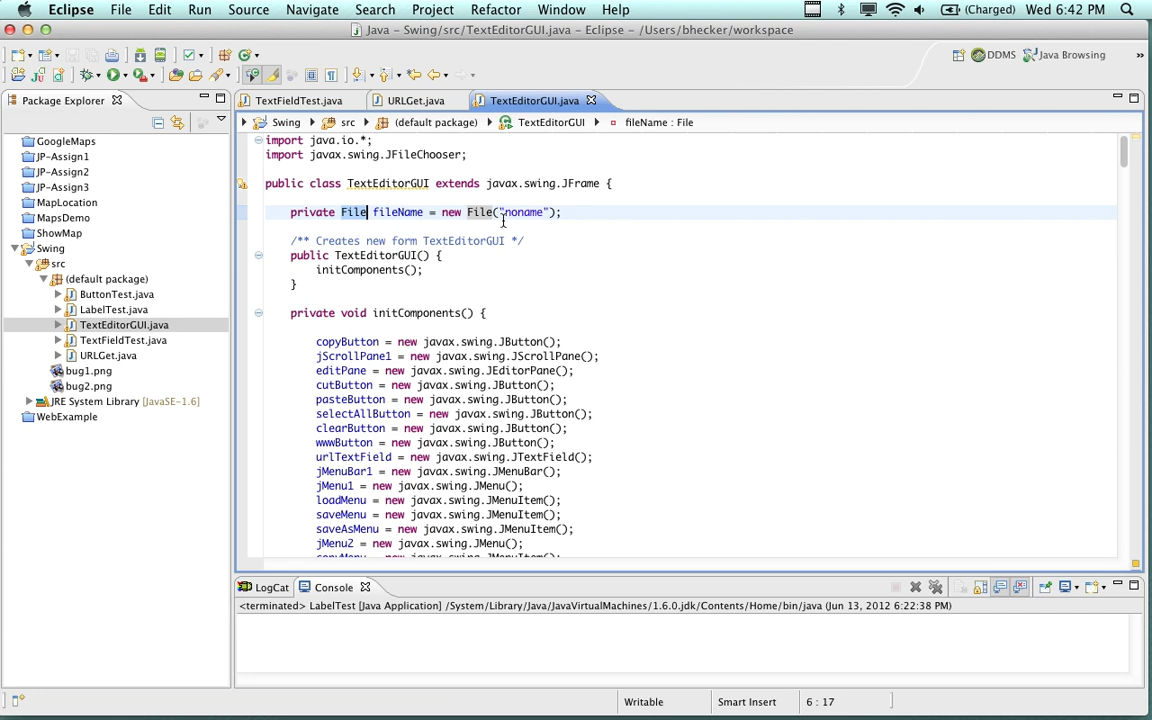 Eclipse File Edit Run Source Navigate Search Project Refactor Window Help (Charged) Wed 6:42 PM
Java – Swing/src/TextEditorGUI.java – Eclipse – /Users/bhecker/workspace
DDMS Java Browsing »
Package Explorer
TextFieldTest.java URLGet.java TextEditorGUI.java
Swing src (default package) TextEditorGUI fileName : File
GoogleMaps
JP-Assign1
JP-Assign2
JP-Assign3
MapLocation
MapsDemo
ShowMap
Swing
src
(default package)
ButtonTest.java
LabelTest.java
TextEditorGUI.java
TextFieldTest.java
URLGet.java
bug1.png
bug2.png
JRE System Library [JavaSE-1.6]
WebExample
import java.io.*;
import javax.swing.JFileChooser;
public class TextEditorGUI extends javax.swing.JFrame {
private File fileName = new File("noname");
/** Creates new form TextEditorGUI */
public TextEditorGUI() {
initComponents();
}
private void initComponents() {
copyButton = new javax.swing.JButton();
jScrollPane1 = new javax.swing.JScrollPane();
editPane = new javax.swing.JEditorPane();
cutButton = new javax.swing.JButton();
pasteButton = new javax.swing.JButton();
selectAllButton = new javax.swing.JButton();
clearButton = new javax.swing.JButton();
wwwButton = new javax.swing.JButton();
urlTextField = new javax.swing.JTextField();
jMenuBar1 = new javax.swing.JMenuBar();
jMenu1 = new javax.swing.JMenu();
loadMenu = new javax.swing.JMenuItem();
saveMenu = new javax.swing.JMenuItem();
saveAsMenu = new javax.swing.JMenuItem();
jMenu2 = new javax.swing.JMenu();
copyMenu = new javax.swing.JMenuItem();
LogCat Console
<terminated> LabelTest [Java Application] /System/Library/Java/JavaVirtualMachines/1.6.0.jdk/Contents/Home/bin/java (Jun 13, 2012 6:22:38 PM)
Writable Smart Insert 6 : 17